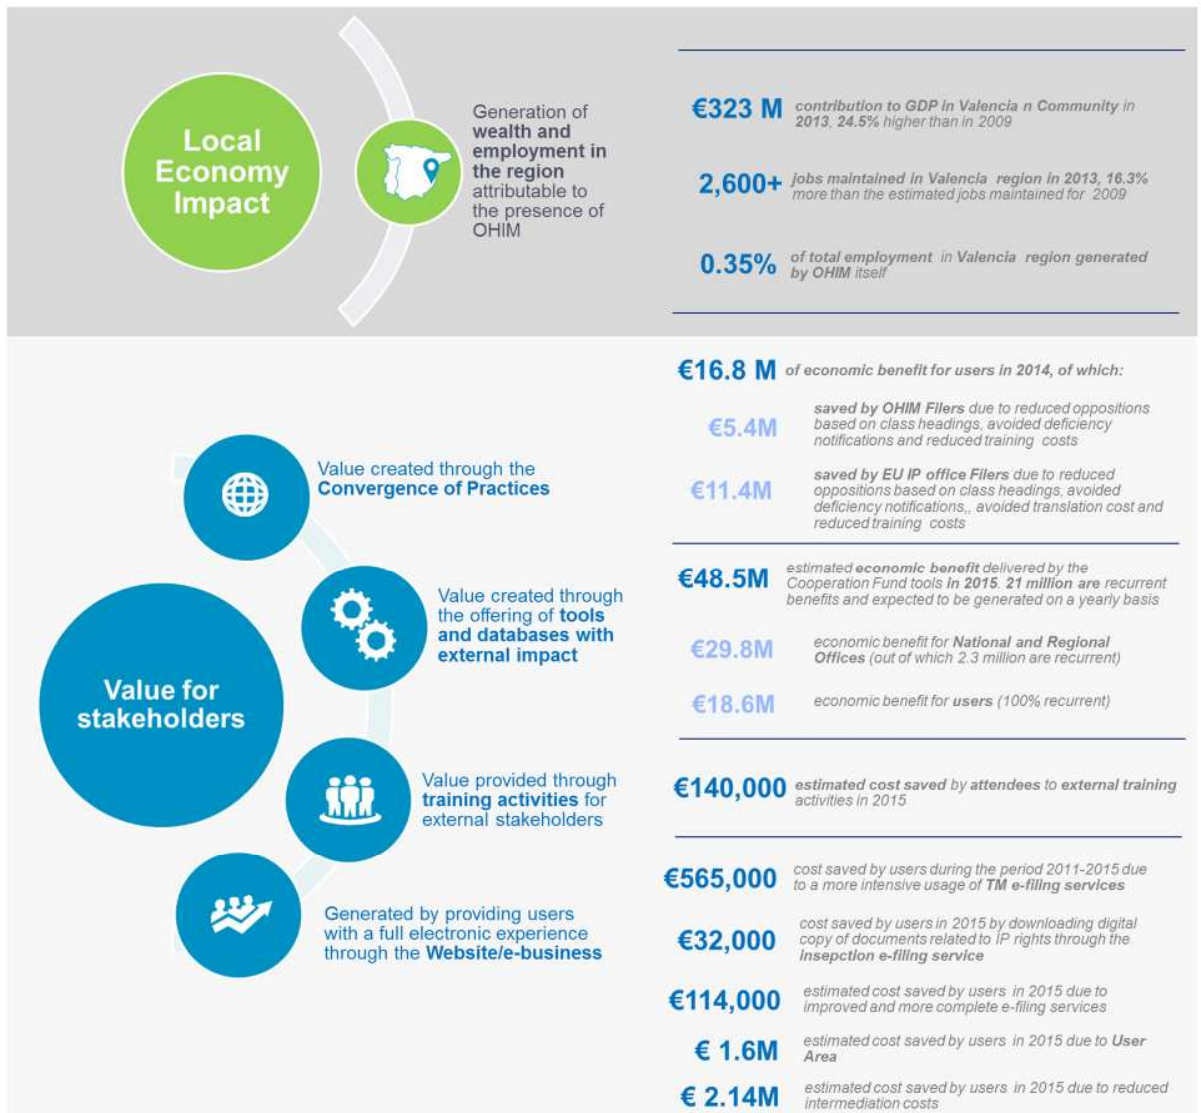 Local
Economy
Impact
Generation of
wealth and
employment in
the region
attributable to
the presence of
OHIM
€323 M contribution to GDP in Valencia n Community in
2013, 24.5% higher than in 2009
2,600+ jobs maintained in Valencia region in 2013, 16.3%
more than the estimated jobs maintained for 2009
0.35% of total employment in Valencia region generated
by OHIM itself
Value for
stakeholders
Value created through the
Convergence of Practices
€16.8 M of economic benefit for users in 2014, of which:
€5.4M saved by OHIM Filers due to reduced oppositions
based on class headings, avoided deficiency
notifications and reduced training costs
€11.4M saved by EU IP office Filers due to reduced
oppositions based on class headings, avoided
deficiency notifications,, avoided translation cost and
reduced training costs
Value created through
the offering of tools
and databases with
external impact
€48.5M estimated economic benefit delivered by the
Cooperation Fund tools in 2015. 21 million are recurrent
benefits and expected to be generated on a yearly basis
€29.8M economic benefit for National and Regional
Offices (out of which 2.3 million are recurrent)
€18.6M economic benefit for users (100% recurrent)
Value provided through
training activities for
external stakeholders
€140,000 estimated cost saved by attendees to external training
activities in 2015
Generated by providing users
with a full electronic experience
through the Website/e-business
€565,000 cost saved by users during the period 2011-2015 due
to a more intensive usage of TM e-filing services
€32,000 cost saved by users in 2015 by downloading digital
copy of documents related to IP rights through the
insepction e-filing service
€114,000 estimated cost saved by users in 2015 due to
improved and more complete e-filing services
€ 1.6M estimated cost saved by users in 2015 due to User
Area
€ 2.14M estimated cost saved by users in 2015 due to reduced
intermediation costs